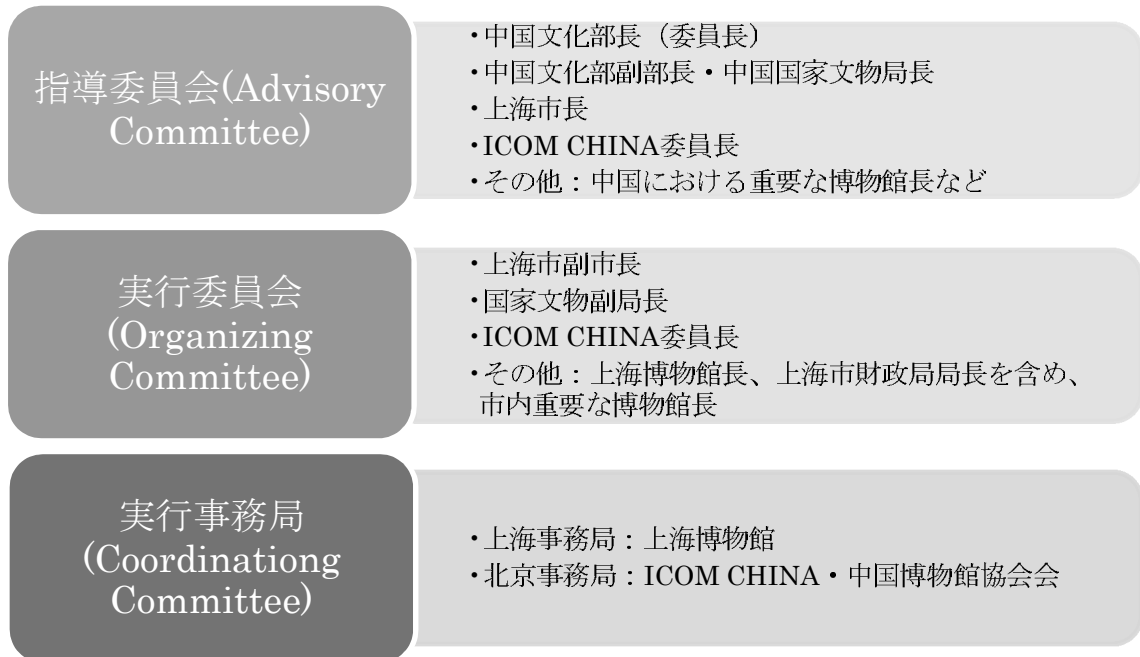 指導委員会(Advisory
Committee)
・中国文化部長（委員長）
・中国文化部副部長・中国国家文物局長
・上海市長
・ICOM CHINA委員長
・その他：中国における重要な博物館長など
実行委員会
(Organizing
Committee)
・上海市副市長
・国家文物副局長
・ICOM CHINA委員長
・その他：上海博物館長、上海市財政局局長を含め、
市内重要な博物館長
実行事務局
(Coordinationg
Committee)
・上海事務局：上海博物館
・北京事務局：ICOM CHINA・中国博物館協会会